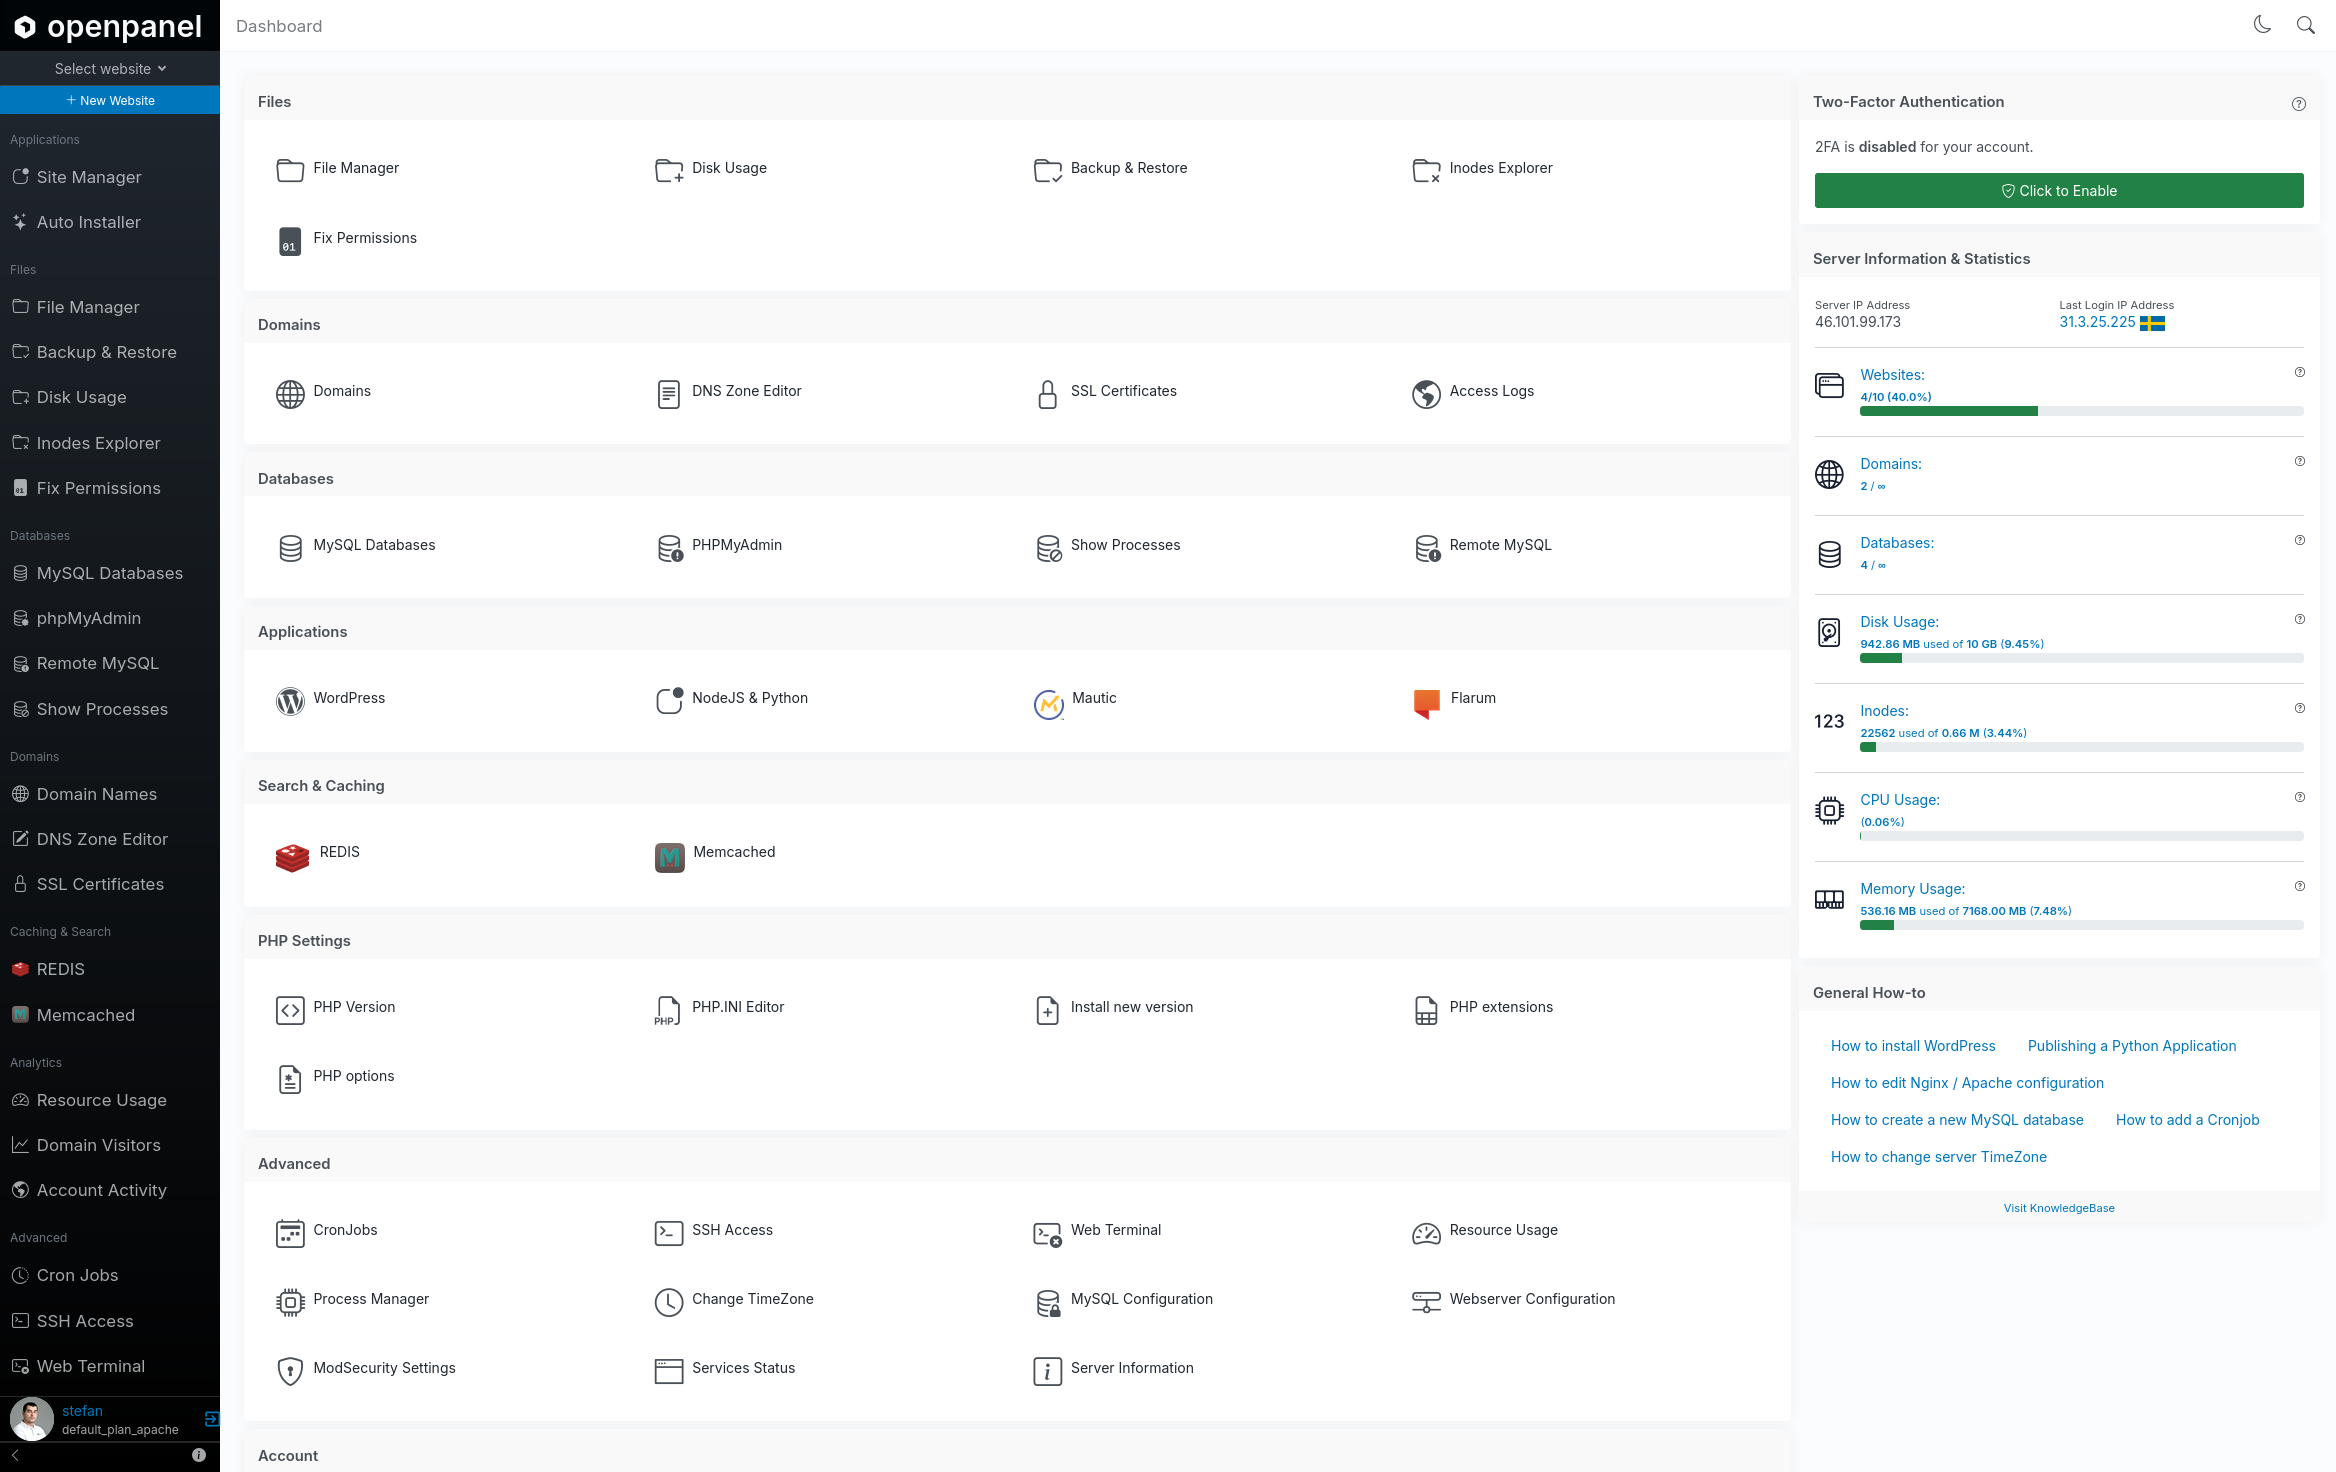 openpanel
Select website
+ New Website
Applications
Site Manager
Auto Installer
Files
File Manager
Backup & Restore
Disk Usage
Inodes Explorer
Fix Permissions
Databases
MySQL Databases
phpMyAdmin
Remote MySQL
Show Processes
Domains
Domain Names
DNS Zone Editor
SSL Certificates
Caching & Search
REDIS
Memcached
Analytics
Resource Usage
Domain Visitors
Account Activity
Advanced
Cron Jobs
SSH Access
Web Terminal
stefan
default_plan_apache
Dashboard
Files
File Manager
Disk Usage
Backup & Restore
Inodes Explorer
01
Fix Permissions
Domains
Domains
DNS Zone Editor
SSL Certificates
Access Logs
Databases
MySQL Databases
PHPMyAdmin
Show Processes
Remote MySQL
Applications
WordPress
NodeJS & Python
Mautic
Flarum
Search & Caching
REDIS
Memcached
PHP Settings
PHP Version
PHP
PHP.INI Editor
Install new version
PHP extensions
PHP options
Advanced
CronJobs
SSH Access
Web Terminal
Resource Usage
Process Manager
Change TimeZone
MySQL Configuration
Webserver Configuration
ModSecurity Settings
Services Status
Server Information
Account
Two-Factor Authentication
2FA is disabled for your account.
Click to Enable
Server Information & Statistics
Server IP Address
46.101.99.173
Last Login IP Address
31.3.25.225
Websites:
4/10 (40.0%)
Domains:
2 / ∞
Databases:
4 / ∞
Disk Usage:
942.86 MB used of 10 GB (9.45%)
123
Inodes:
22562 used of 0.66 M (3.44%)
CPU Usage:
(0.06%)
Memory Usage:
536.16 MB used of 7168.00 MB (7.48%)
General How-to
How to install WordPress
Publishing a Python Application
How to edit Nginx / Apache configuration
How to create a new MySQL database
How to add a Cronjob
How to change server TimeZone
Visit KnowledgeBase